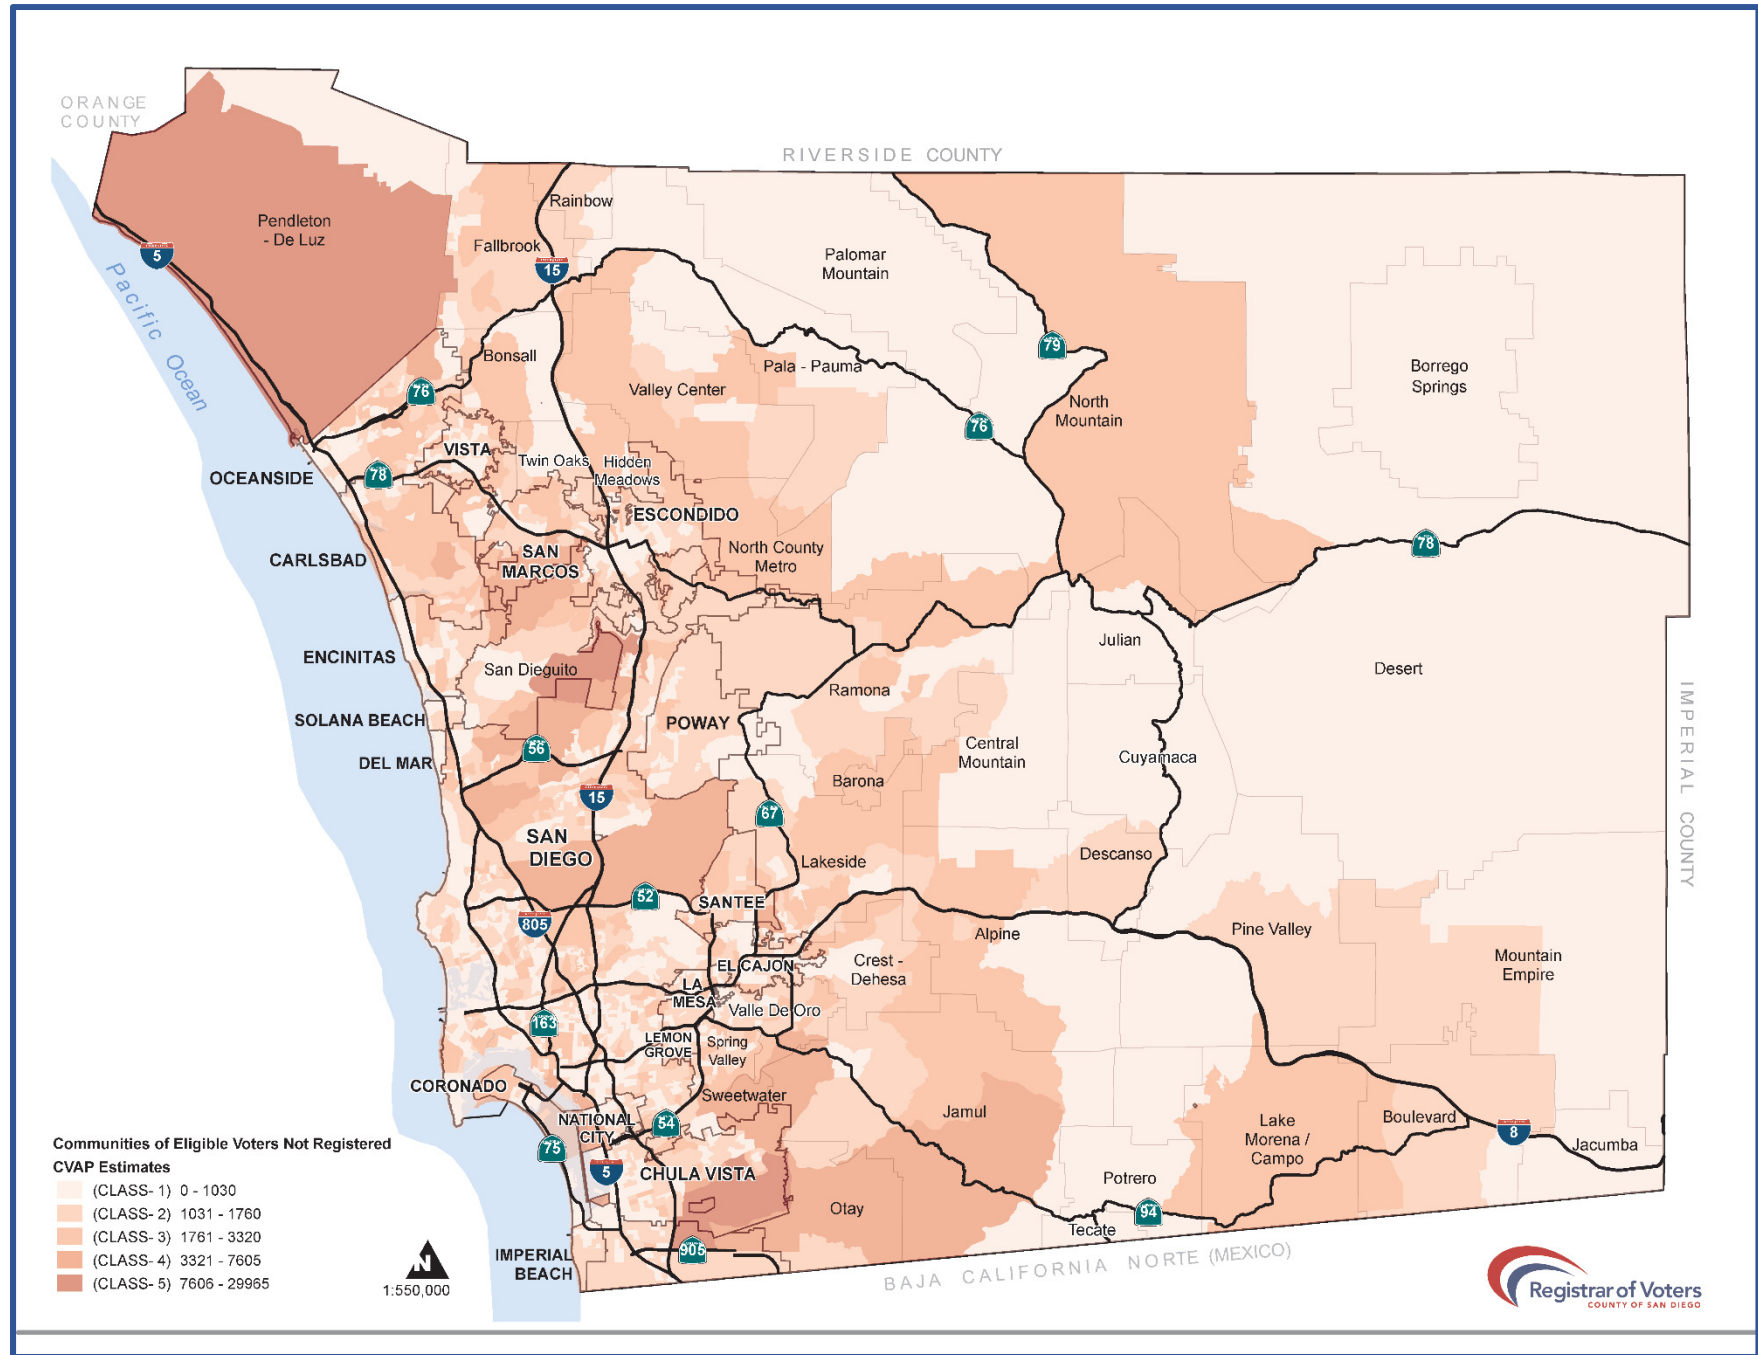 ORANGE
COUNTY
RIVERSIDE COUNTY
Rainbow
Pendleton
- De Luz
Fallbrook
5
15
Palomar
Mountain
Pacific Ocean
79
Bonsall
Pala - Pauma
Borrego
Springs
76
Valley Center
North
Mountain
76
VISTA
Twin Oaks
Hidden
Meadows
OCEANSIDE
78
ESCONDIDO
CARLSBAD
SAN
MARCOS
North County
Metro
78
ENCINITAS
San Dieguito
Julian
Desert
Ramona
IMPERIAL COUNTY
SOLANA BEACH
POWAY
56
Central
Mountain
Cuyamaca
DEL MAR
Barona
15
67
SAN
DIEGO
Lakeside
Descanso
52
SANTEE
805
Alpine
Pine Valley
EL CAJON
Crest -
Dehesa
Mountain
Empire
LA
MESA
Valle De Oro
163
LEMON
GROVE
Spring
Valley
CORONADO
Sweetwater
Jamul
NATIONAL
CITY
54
Lake
Morena /
Campo
Boulevard
8
Jacumba
75
5
CHULA VISTA
Potrero
Otay
94
Tecate
905
IMPERIAL
BEACH
BAJA CALIFORNIA NORTE (MEXICO)
Communities of Eligible Voters Not Registered
CVAP Estimates
(CLASS- 1) 0 - 1030
(CLASS- 2) 1031 - 1760
(CLASS- 3) 1761 - 3320
(CLASS- 4) 3321 - 7605
(CLASS- 5) 7606 - 29965
N
1:550,000
Registrar of Voters
COUNTY OF SAN DIEGO